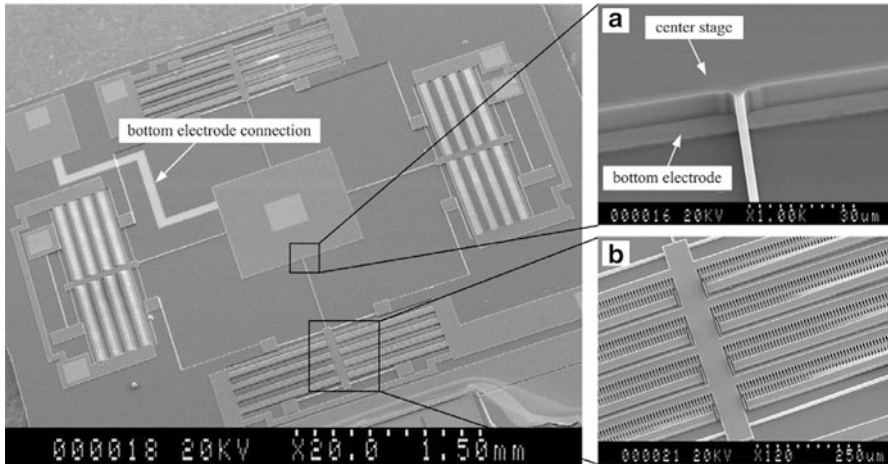 bottom electrode connection
000018 20KV X20.0 1.50mm
a
center stage
bottom electrode
000016 20KV X1.00K 30um
b
000021 20KV X120 250um